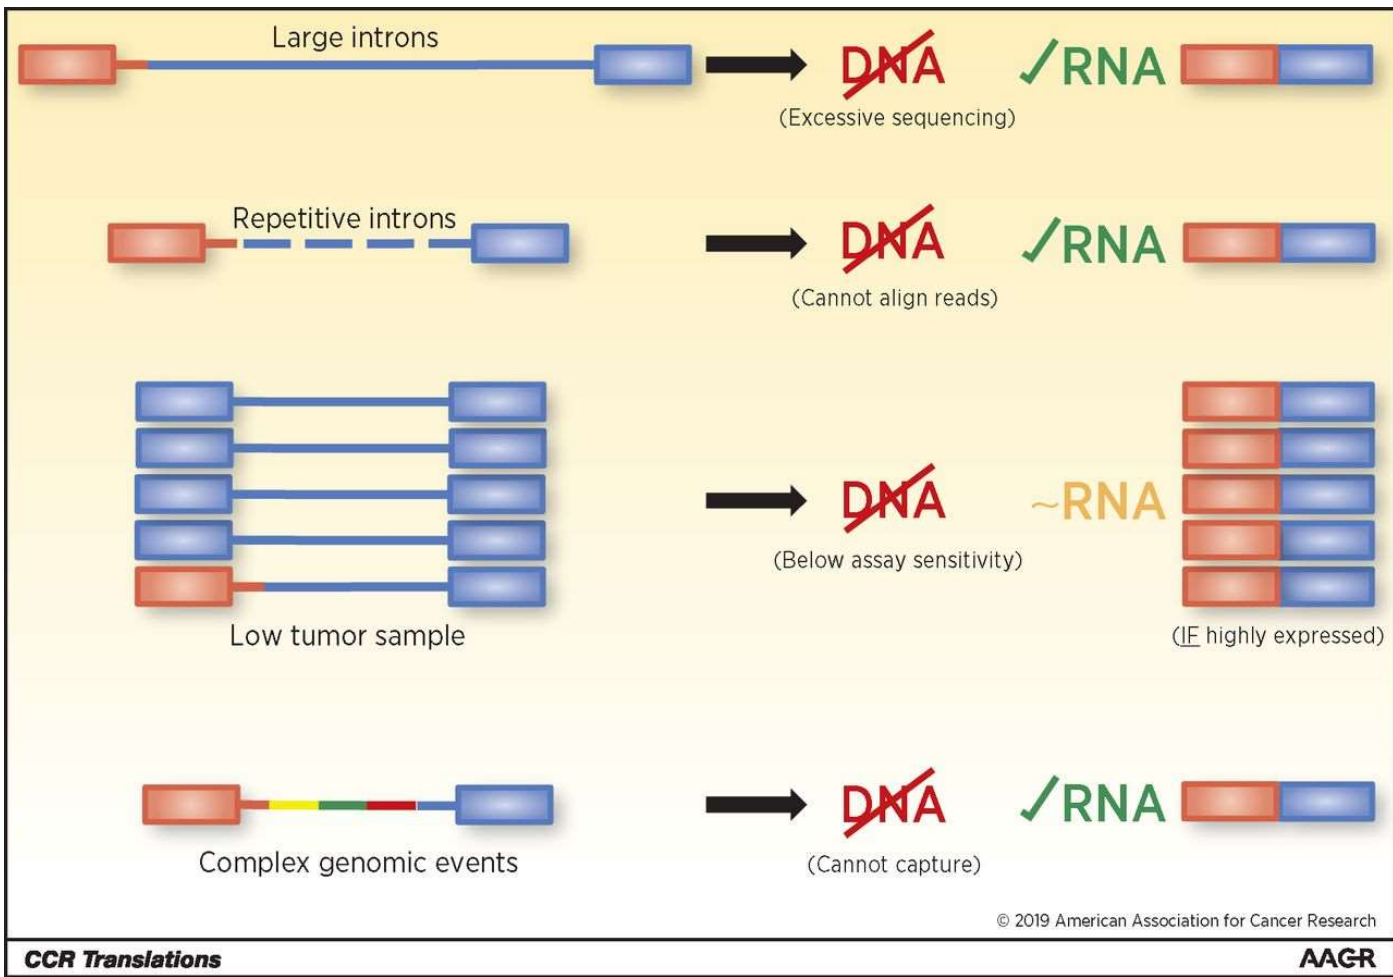 Large introns
DNA
✓RNA
(Excessive sequencing)
Repetitive introns
DNA
✓RNA
(Cannot align reads)
DNA
~RNA
(Below assay sensitivity)
Low tumor sample
(IF highly expressed)
DNA
✓RNA
Complex genomic events
(Cannot capture)
© 2019 American Association for Cancer Research
CCR Translations
AACR